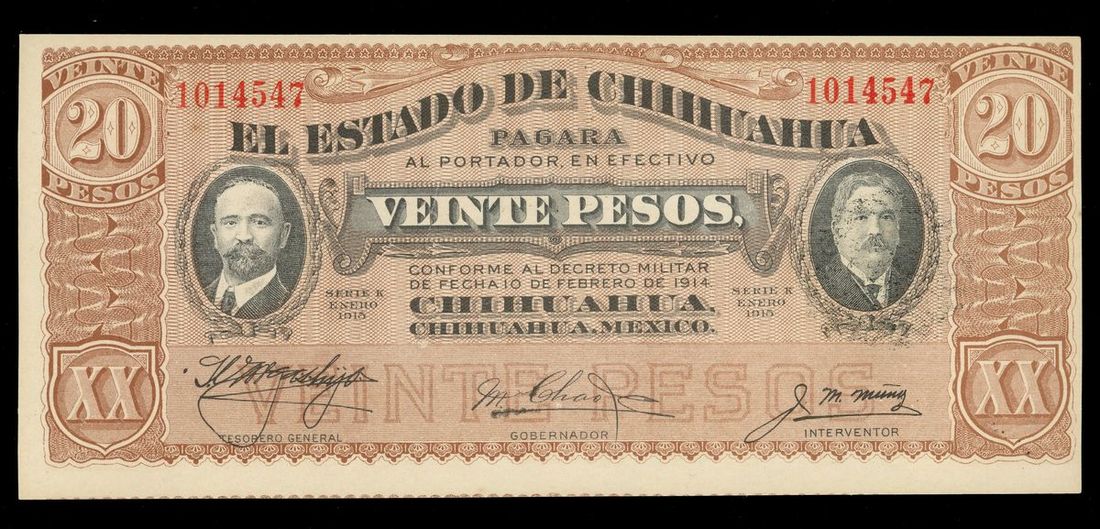 VEINTE
20
PESOS
1014547
1014547
VEINTE
20
PESOS
EL ESTADO DE CHIHUAHUA
PAGARA
AL PORTADOR, EN EFECTIVO
VEINTE PESOS,
CONFORME AL DECRETO MILITAR
DE FECHA 10 DE FEBRERO DE 1914
CHIHUAHUA,
CHIHUAHUA, MEXICO.
SERIE K
ENERO
1915
SERIE K
ENERO
1915
VEINTE PESOS
XX
XX
M. Chao
J. M. Muñiz
TESORERO GENERAL
GOBERNADOR
INTERVENTOR